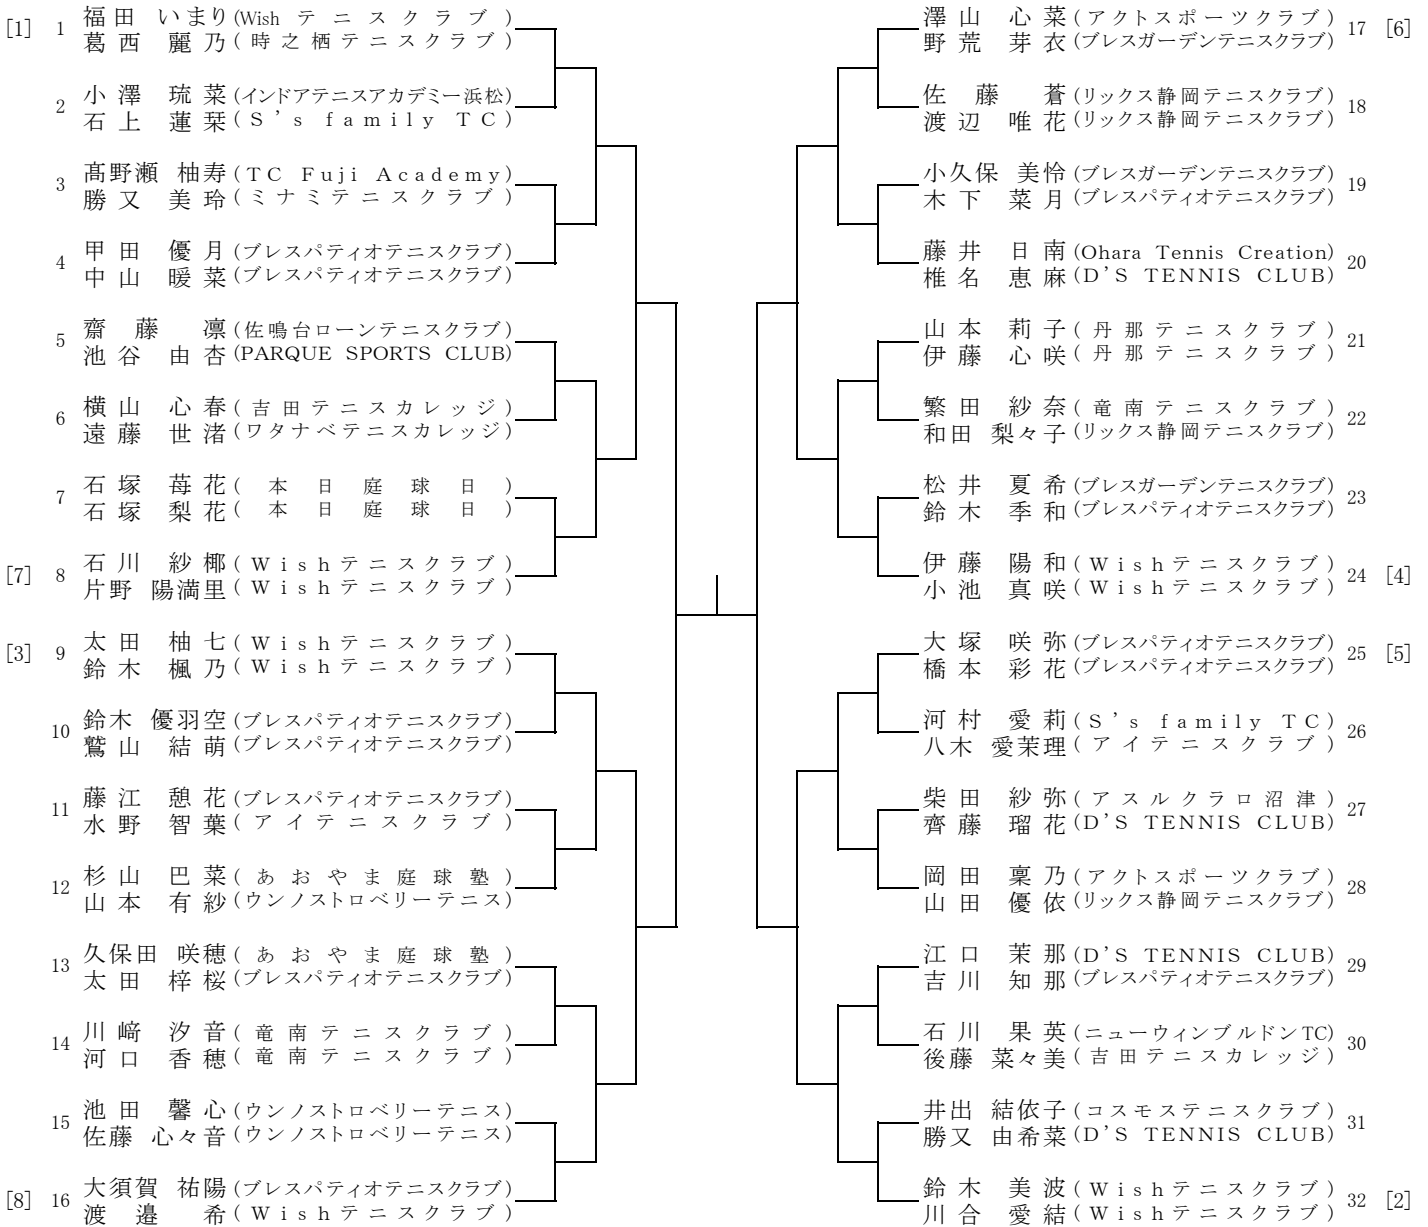 [1] 1 福田 いまり (Wish テニスクラブ)
葛西 麗乃 (時之栖テニスクラブ)
2 小澤 琉菜 (インドアテニスアカデミー浜松)
石上 蓮栞 (S's family TC)
3 髙野瀬 柚寿 (TC Fuji Academy)
勝又 美玲 (ミナミテニスクラブ)
4 甲田 優月 (ブレスパティオテニスクラブ)
中山 暖菜 (ブレスパティオテニスクラブ)
5 齋藤 凛 (佐鳴台ローンテニスクラブ)
池谷 由杏 (PARQUE SPORTS CLUB)
6 横山 心春 (吉田テニスカレッジ)
遠藤 世渚 (ワタナベテニスカレッジ)
7 石塚 苺花 (本日庭球日)
石塚 梨花 (本日庭球日)
[7] 8 石川 紗椰 (Wishテニスクラブ)
片野 陽満里 (Wishテニスクラブ)
[3] 9 太田 柚七 (Wishテニスクラブ)
鈴木 楓乃 (Wishテニスクラブ)
10 鈴木 優羽空 (ブレスパティオテニスクラブ)
鷲山 結萌 (ブレスパティオテニスクラブ)
11 藤江 憩花 (ブレスパティオテニスクラブ)
水野 智葉 (アイテニスクラブ)
12 杉山 巴菜 (あおやま庭球塾)
山本 有紗 (ウンノストロベリーテニス)
13 久保田 咲穂 (あおやま庭球塾)
太田 梓桜 (ブレスパティオテニスクラブ)
14 川﨑 汐音 (竜南テニスクラブ)
河口 香穂 (竜南テニスクラブ)
15 池田 馨心 (ウンノストロベリーテニス)
佐藤 心々音 (ウンノストロベリーテニス)
[8] 16 大須賀 祐陽 (ブレスパティオテニスクラブ)
渡邉 希 (Wishテニスクラブ)
澤山 心菜 (アクトスポーツクラブ) 17 [6]
野荒 芽衣 (ブレスガーデンテニスクラブ)
佐藤 蒼 (リックス静岡テニスクラブ) 18
渡辺 唯花 (リックス静岡テニスクラブ)
小久保 美怜 (ブレスガーデンテニスクラブ) 19
木下 菜月 (ブレスパティオテニスクラブ)
藤井 日南 (Ohara Tennis Creation) 20
椎名 恵麻 (D'S TENNIS CLUB)
山本 莉子 (丹那テニスクラブ) 21
伊藤 心咲 (丹那テニスクラブ)
繁田 紗奈 (竜南テニスクラブ) 22
和田 梨々子 (リックス静岡テニスクラブ)
松井 夏希 (ブレスガーデンテニスクラブ) 23
鈴木 季和 (ブレスパティオテニスクラブ)
伊藤 陽和 (Wishテニスクラブ) 24 [4]
小池 真咲 (Wishテニスクラブ)
大塚 咲弥 (ブレスパティオテニスクラブ) 25 [5]
橋本 彩花 (ブレスパティオテニスクラブ)
河村 愛莉 (S's family TC) 26
八木 愛茉理 (アイテニスクラブ)
柴田 紗弥 (アスルクラロ沼津) 27
齊藤 瑠花 (D'S TENNIS CLUB)
岡田 稟乃 (アクトスポーツクラブ) 28
山田 優依 (リックス静岡テニスクラブ)
江口 茉那 (D'S TENNIS CLUB) 29
吉川 知那 (ブレスパティオテニスクラブ)
石川 果英 (ニューウィンブルドンTC) 30
後藤 菜々美 (吉田テニスカレッジ)
井出 結依子 (コスモステニスクラブ) 31
勝又 由希菜 (D'S TENNIS CLUB)
鈴木 美波 (Wishテニスクラブ) 32 [2]
川合 愛結 (Wishテニスクラブ)